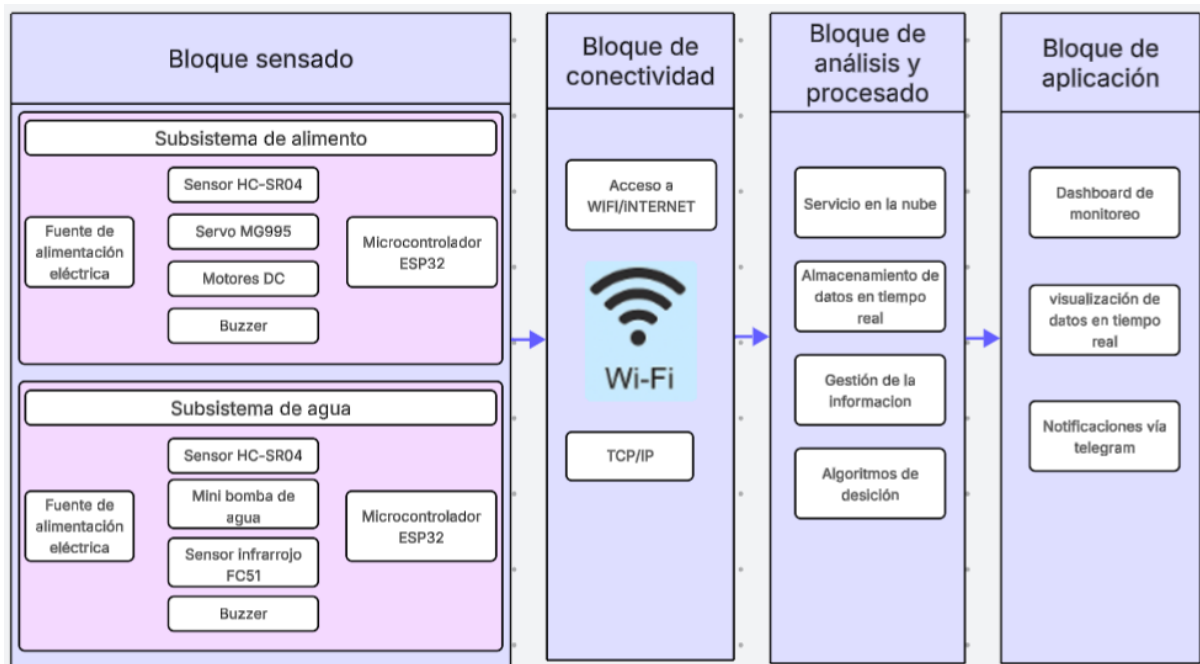 Bloque sensado
Subsistema de alimento
Fuente de
alimentación
eléctrica
Sensor HC-SR04
Servo MG995
Motores DC
Buzzer
Microcontrolador
ESP32
Subsistema de agua
Fuente de
alimentación
eléctrica
Sensor HC-SR04
Mini bomba de
agua
Sensor infrarrojo
FC51
Buzzer
Microcontrolador
ESP32
Bloque de
conectividad
Acceso a
WIFI/INTERNET
Wi-Fi
TCP/IP
Bloque de
análisis y
procesado
Servicio en la nube
Almacenamiento de
datos en tiempo
real
Gestión de la
informacion
Algoritmos de
desición
Bloque de
aplicación
Dashboard de
monitoreo
visualización de
datos en tiempo
real
Notificaciones vía
telegram